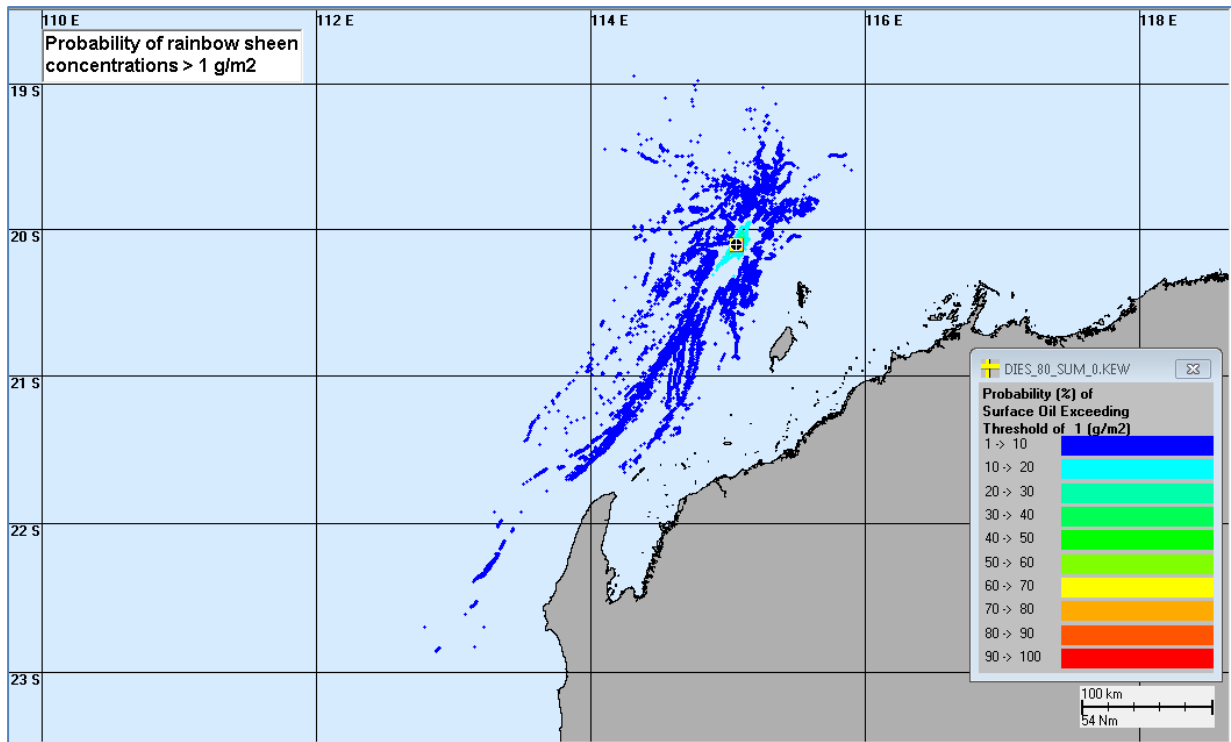 110 E
112 E
114 E
116 E
118 E
Probability of rainbow sheen
concentrations > 1 g/m2
19 S
20 S
21 S
22 S
23 S
DIES_80_SUM_0.KEW
Probability (%) of
Surface Oil Exceeding
Threshold of 1 (g/m2)
1 -> 10
10 -> 20
20 -> 30
30 -> 40
40 -> 50
50 -> 60
60 -> 70
70 -> 80
80 -> 90
90 -> 100
100 km
54 Nm